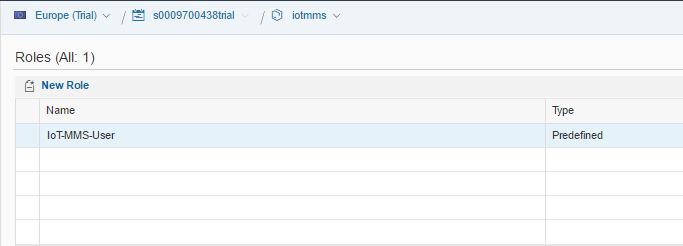 Europe (Trial) / s0009700438trial / iotmms
Roles (All: 1)
New Role
Name Type
IoT-MMS-User Predefined